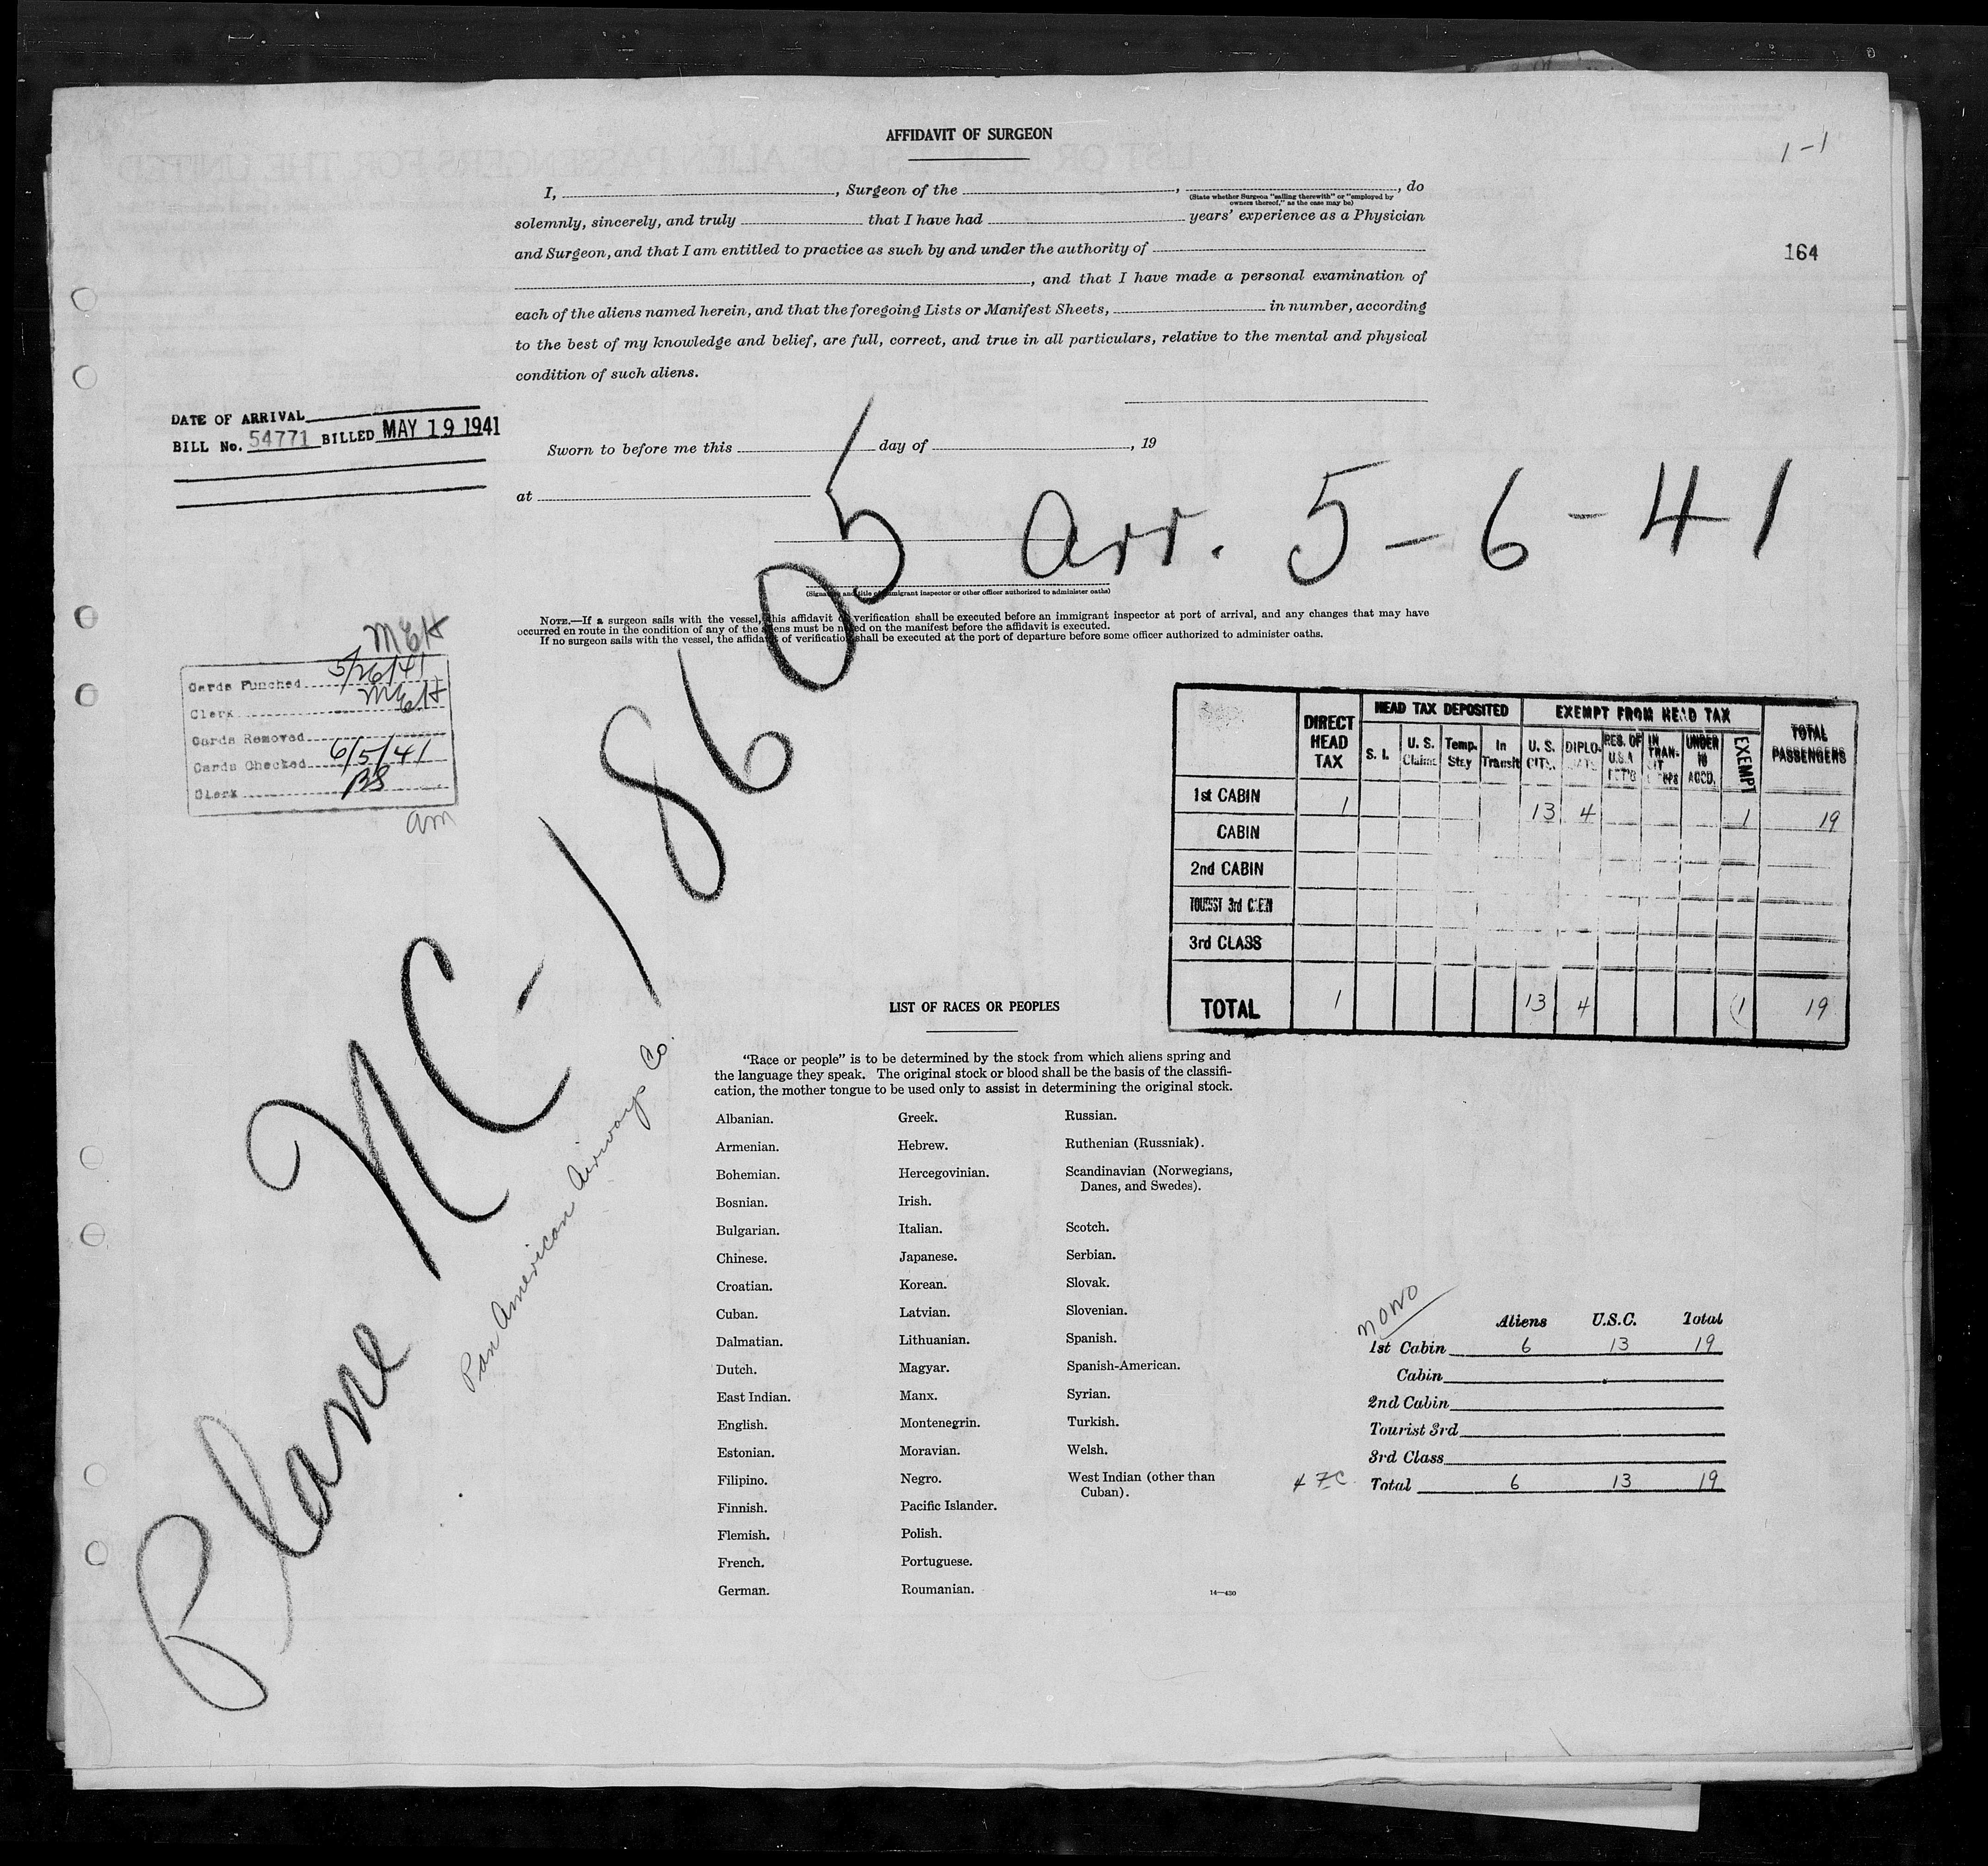 AFFIDAVIT OF SURGEON
1-1
I, , Surgeon of the , , do
(State whether Surgeon "sailing therewith" or "employed by
owners thereof," as the case may be)
solemnly, sincerely, and truly that I have had years' experience as a Physician
and Surgeon, and that I am entitled to practice as such by and under the authority of
164
, and that I have made a personal examination of
each of the aliens named herein, and that the foregoing Lists or Manifest Sheets, in number, according
to the best of my knowledge and belief, are full, correct, and true in all particulars, relative to the mental and physical
condition of such aliens.
DATE OF ARRIVAL
BILL No. 54771 BILLED MAY 19 1941
Sworn to before me this day of , 19
at
Arr. 5-6-41
(Signature and title of immigrant inspector or other officer authorized to administer oaths)
NOTE.—If a surgeon sails with the vessel, this affidavit of verification shall be executed before an immigrant inspector at port of arrival, and any changes that may have
occurred en route in the condition of any of the aliens must be noted on the manifest before the affidavit is executed.
If no surgeon sails with the vessel, the affidavit of verification shall be executed at the port of departure before some officer authorized to administer oaths.
MEH
Cards Punched 5/26/41
Clerk MEH
Cards Removed
Cards Checked 6/5/41
Clerk BS
am
Plane NC-18605
Pan American Airways Co.
DIRECT HEAD TAX HEAD TAX DEPOSITED EXEMPT FROM HEAD TAX TOTAL PASSENGERS
S. I. U. S. Claims Temp. Stay In Transit U. S. CITS. DIPLO- RES. OF U.S.A. IN TRAN- UNDER 16 ACCD. EXEMPT
1st CABIN 1 13 4 1 19
CABIN
2nd CABIN
TOURIST 3rd
3rd CLASS
TOTAL 1 13 4 1 19
LIST OF RACES OR PEOPLES
"Race or people" is to be determined by the stock from which aliens spring and
the language they speak. The original stock or blood shall be the basis of the classifi-
cation, the mother tongue to be used only to assist in determining the original stock.
Albanian.
Armenian.
Bohemian.
Bosnian.
Bulgarian.
Chinese.
Croatian.
Cuban.
Dalmatian.
Dutch.
East Indian.
English.
Estonian.
Filipino.
Finnish.
Flemish.
French.
German.
Greek.
Hebrew.
Hercegovinian.
Irish.
Italian.
Japanese.
Korean.
Latvian.
Lithuanian.
Magyar.
Manx.
Montenegrin.
Moravian.
Negro.
Pacific Islander.
Polish.
Portuguese.
Roumanian.
Russian.
Ruthenian (Russniak).
Scandinavian (Norwegians,
Danes, and Swedes).
Scotch.
Serbian.
Slovak.
Slovenian.
Spanish.
Spanish-American.
Syrian.
Turkish.
Welsh.
West Indian (other than
Cuban).
14—430
Aliens U.S.C. Total
1st Cabin 6 13 19
Cabin
2nd Cabin
Tourist 3rd
3rd Class
Total 6 13 19